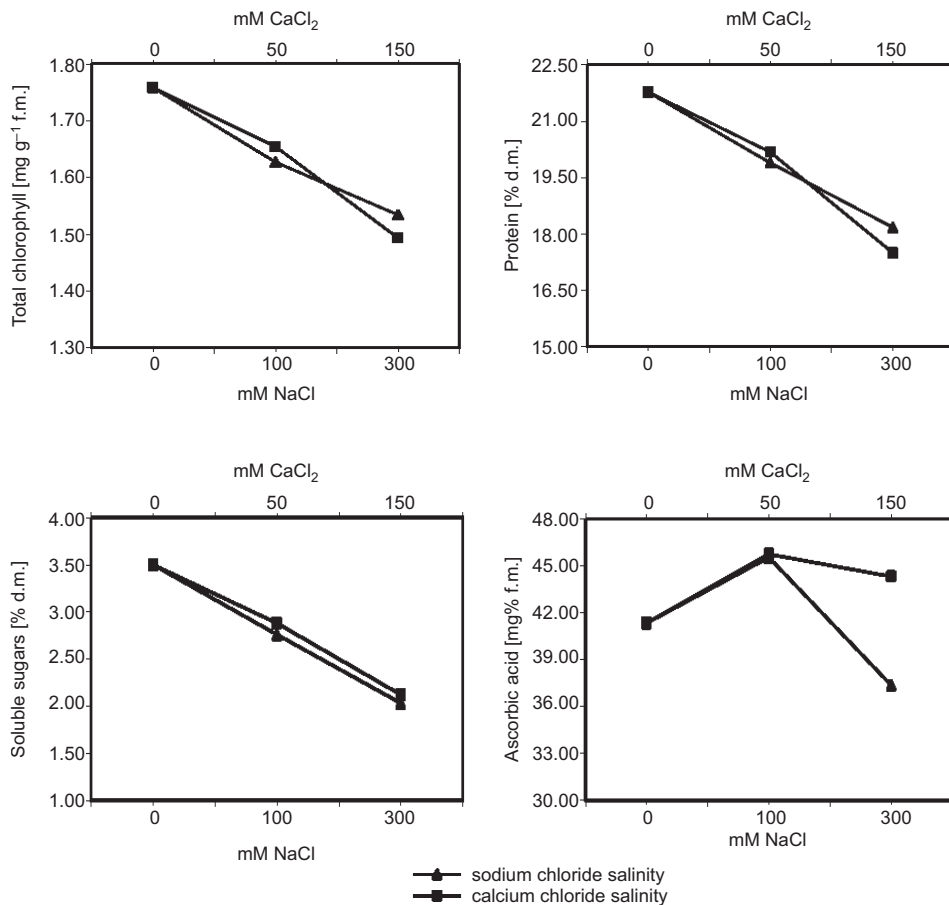 mM CaCl₂
0 50 150
1.80
1.70
1.60
1.50
1.40
1.30
Total chlorophyll [mg g⁻¹ f.m.]
0 100 300
mM NaCl
mM CaCl₂
0 50 150
22.50
21.00
19.50
18.00
16.50
15.00
Protein [% d.m.]
0 100 300
mM NaCl
mM CaCl₂
0 50 150
4.00
3.50
3.00
2.50
2.00
1.50
1.00
Soluble sugars [% d.m.]
0 100 300
mM NaCl
mM CaCl₂
0 50 150
48.00
45.00
42.00
39.00
36.00
33.00
30.00
Ascorbic acid [mg% f.m.]
0 100 300
mM NaCl
sodium chloride salinity
calcium chloride salinity